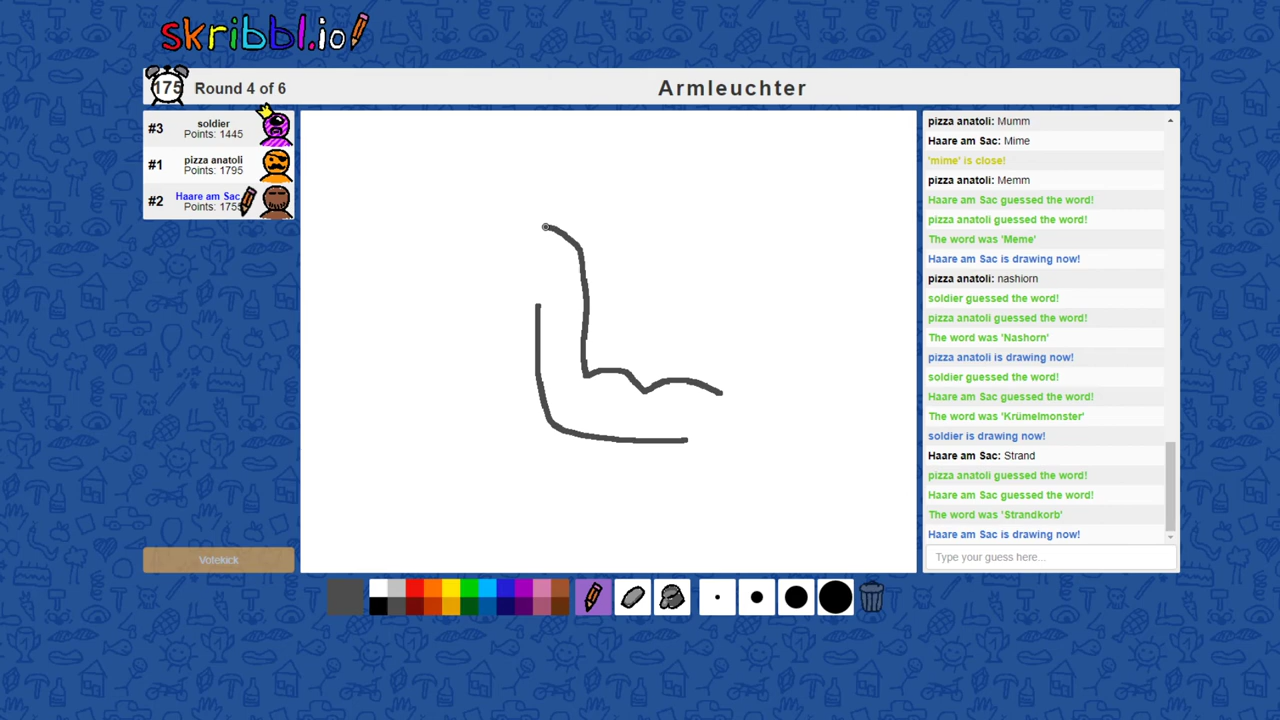 skribbl.io
175
Round 4 of 6
Armleuchter
#3
soldier
Points: 1445
#1
pizza anatoli
Points: 1795
#2
Haare am Sac
Points: 1755
Votekick
pizza anatoli: Mumm
Haare am Sac: Mime
'mime' is close!
pizza anatoli: Memm
Haare am Sac guessed the word!
pizza anatoli guessed the word!
The word was 'Meme'
Haare am Sac is drawing now!
pizza anatoli: nashiorn
soldier guessed the word!
pizza anatoli guessed the word!
The word was 'Nashorn'
pizza anatoli is drawing now!
soldier guessed the word!
Haare am Sac guessed the word!
The word was 'Krümelmonster'
soldier is drawing now!
Haare am Sac: Strand
pizza anatoli guessed the word!
Haare am Sac guessed the word!
The word was 'Strandkorb'
Haare am Sac is drawing now!
Type your guess here...